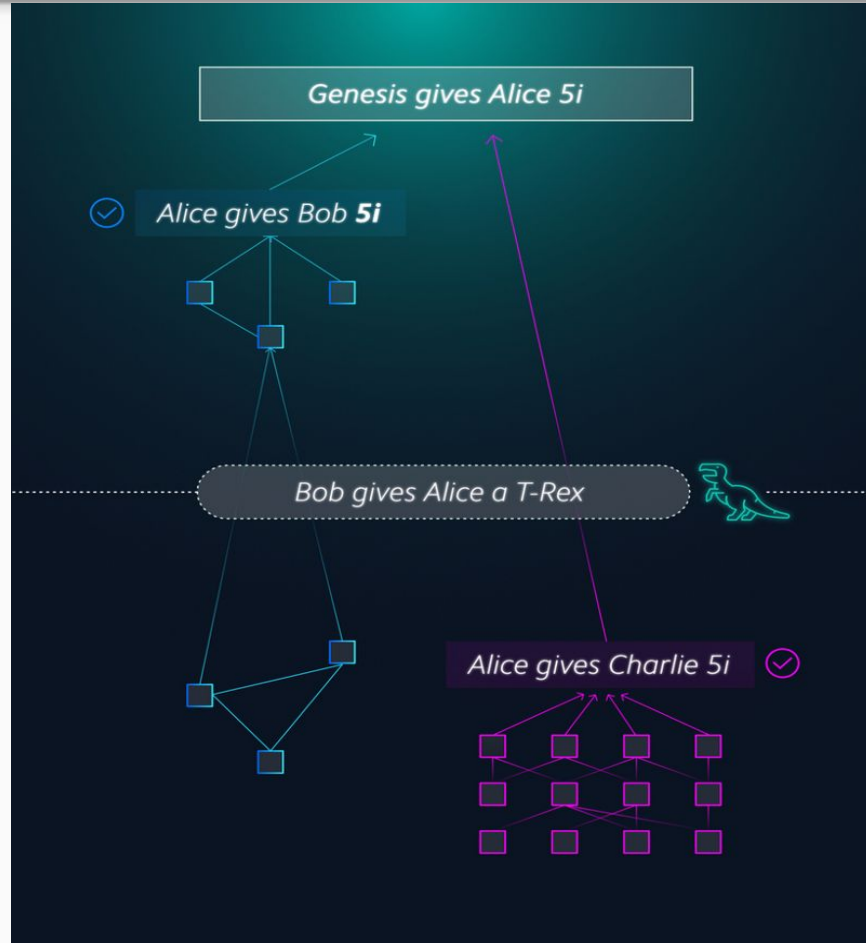 Genesis gives Alice 5i
Alice gives Bob 5i
Bob gives Alice a T-Rex
Alice gives Charlie 5i